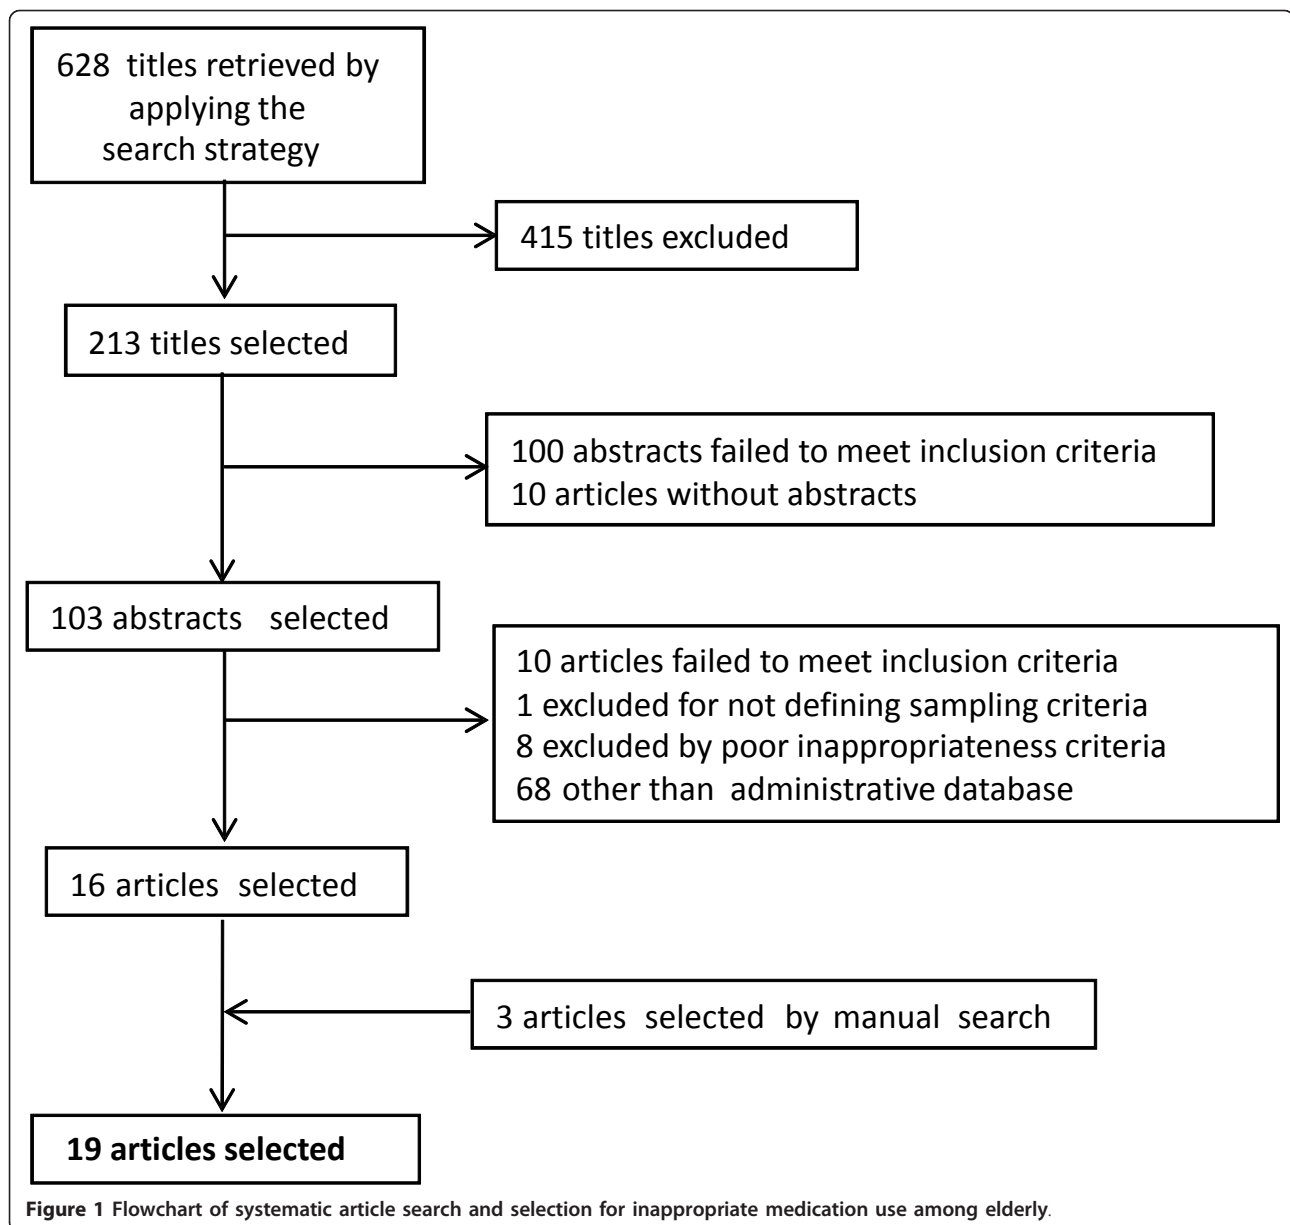 628 titles retrieved by
applying the
search strategy
415 titles excluded
213 titles selected
100 abstracts failed to meet inclusion criteria
10 articles without abstracts
103 abstracts selected
10 articles failed to meet inclusion criteria
1 excluded for not defining sampling criteria
8 excluded by poor inappropriateness criteria
68 other than administrative database
16 articles selected
3 articles selected by manual search
19 articles selected
Figure 1 Flowchart of systematic article search and selection for inappropriate medication use among elderly.